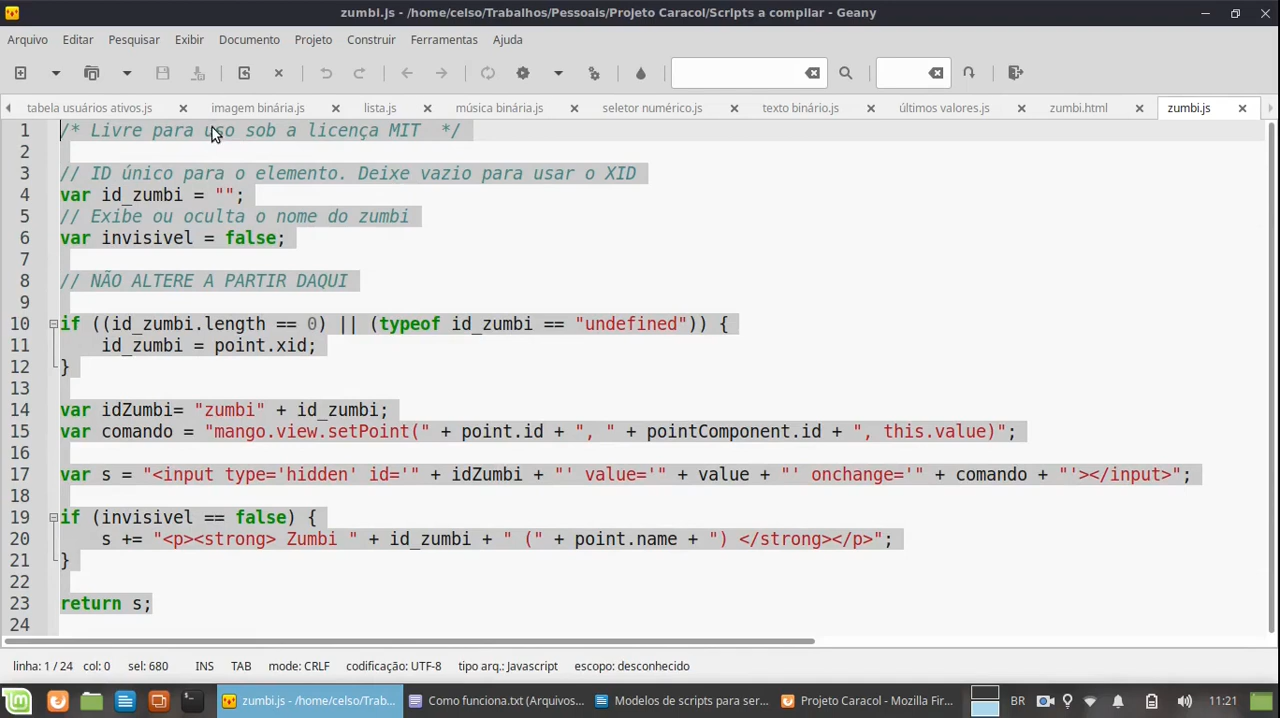 zumbi.js - /home/celso/Trabalhos/Pessoais/Projeto Caracol/Scripts a compilar - Geany
Arquivo Editar Pesquisar Exibir Documento Projeto Construir Ferramentas Ajuda
tabela usuários ativos.js imagem binária.js lista.js música binária.js seletor numérico.js texto binário.js últimos valores.js zumbi.html zumbi.js
1 /* Livre para uso sob a licença MIT  */
2
3 // ID único para o elemento. Deixe vazio para usar o XID
4 var id_zumbi = "";
5 // Exibe ou oculta o nome do zumbi
6 var invisivel = false;
7
8 // NÃO ALTERE A PARTIR DAQUI
9
10 if ((id_zumbi.length == 0) || (typeof id_zumbi == "undefined")) {
11     id_zumbi = point.xid;
12 }
13
14 var idZumbi= "zumbi" + id_zumbi;
15 var comando = "mango.view.setPoint(" + point.id + ", " + pointComponent.id + ", this.value)";
16
17 var s = "<input type='hidden' id='" + idZumbi + "' value='" + value + "' onchange='" + comando + "'></input>";
18
19 if (invisivel == false) {
20     s += "<p><strong> Zumbi " + id_zumbi + " (" + point.name + ") </strong></p>";
21 }
22
23 return s;
24
linha: 1 / 24 col: 0 sel: 680 INS TAB mode: CRLF codificação: UTF-8 tipo arq.: Javascript escopo: desconhecido
zumbi.js - /home/celso/Trab... Como funciona.txt (Arquivos... Modelos de scripts para ser... Projeto Caracol - Mozilla Fir... BR 11:21